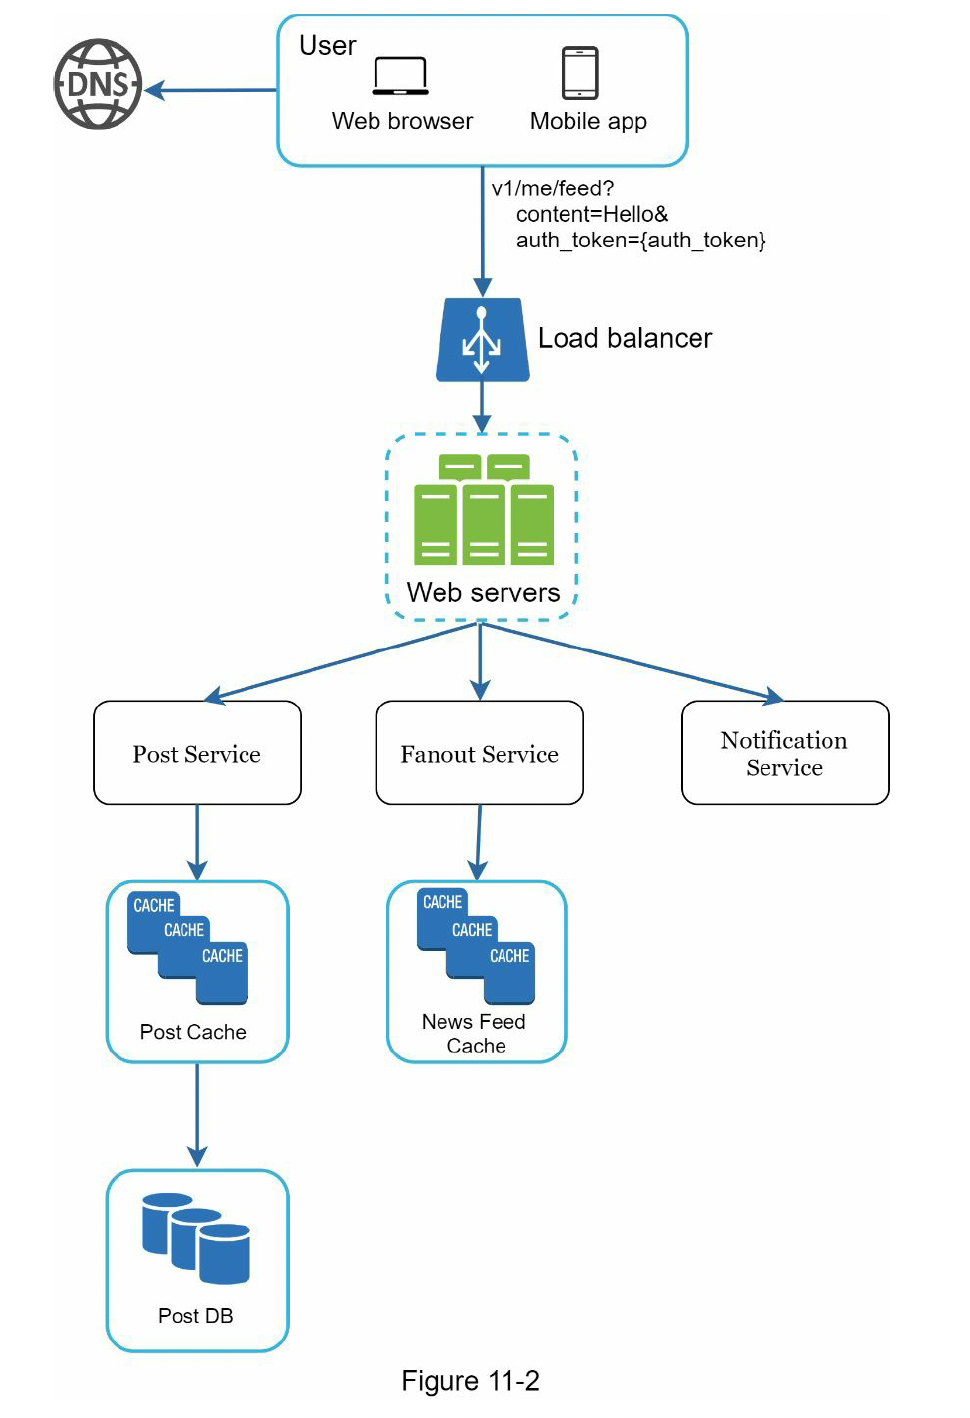 User
DNS
Web browser
Mobile app
v1/me/feed?
content=Hello&
auth_token={auth_token}
Load balancer
Web servers
Post Service
Fanout Service
Notification
Service
CACHE
CACHE
CACHE
Post Cache
CACHE
CACHE
CACHE
News Feed
Cache
Post DB
Figure 11-2